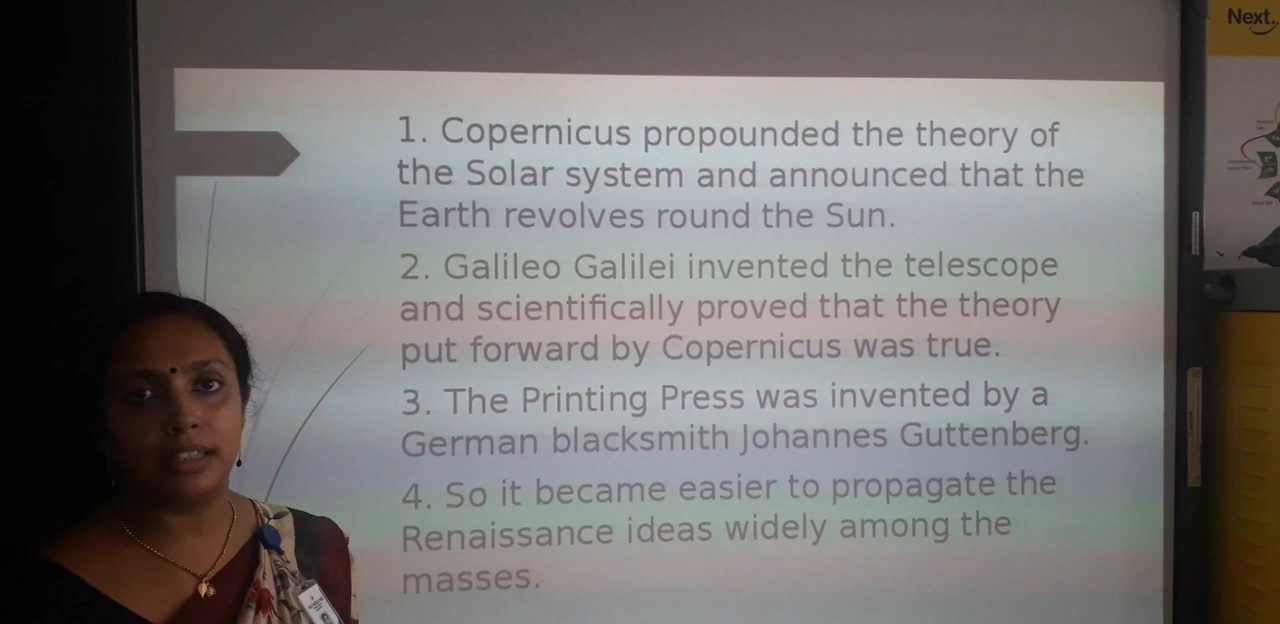 Next.
1. Copernicus propounded the theory of
the Solar system and announced that the
Earth revolves round the Sun.
2. Galileo Galilei invented the telescope
and scientifically proved that the theory
put forward by Copernicus was true.
3. The Printing Press was invented by a
German blacksmith Johannes Guttenberg.
4. So it became easier to propagate the
Renaissance ideas widely among the
masses.